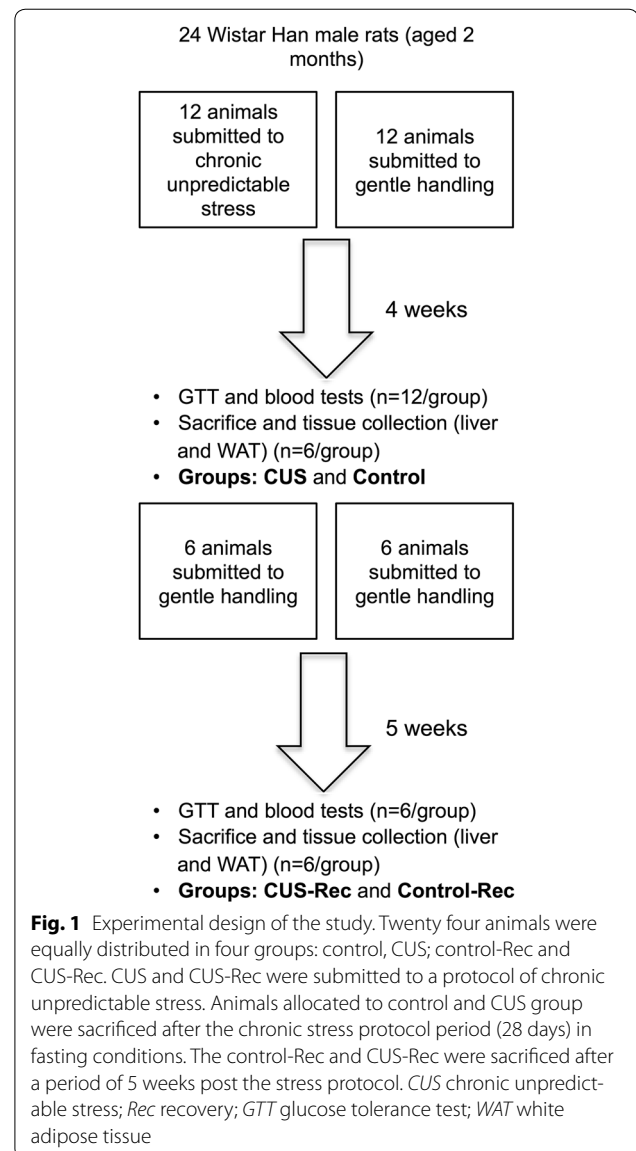 24 Wistar Han male rats (aged 2
months)
12 animals
submitted to
chronic
unpredictable
stress
12 animals
submitted to
gentle handling
4 weeks
• GTT and blood tests (n=12/group)
• Sacrifice and tissue collection (liver
and WAT) (n=6/group)
• Groups: CUS and Control
6 animals
submitted to
gentle handling
6 animals
submitted to
gentle handling
5 weeks
• GTT and blood tests (n=6/group)
• Sacrifice and tissue collection (liver
and WAT) (n=6/group)
• Groups: CUS-Rec and Control-Rec
Fig. 1 Experimental design of the study. Twenty four animals were
equally distributed in four groups: control, CUS; control-Rec and
CUS-Rec. CUS and CUS-Rec were submitted to a protocol of chronic
unpredictable stress. Animals allocated to control and CUS group
were sacrificed after the chronic stress protocol period (28 days) in
fasting conditions. The control-Rec and CUS-Rec were sacrificed after
a period of 5 weeks post the stress protocol. CUS chronic unpredict-
able stress; Rec recovery; GTT glucose tolerance test; WAT white
adipose tissue